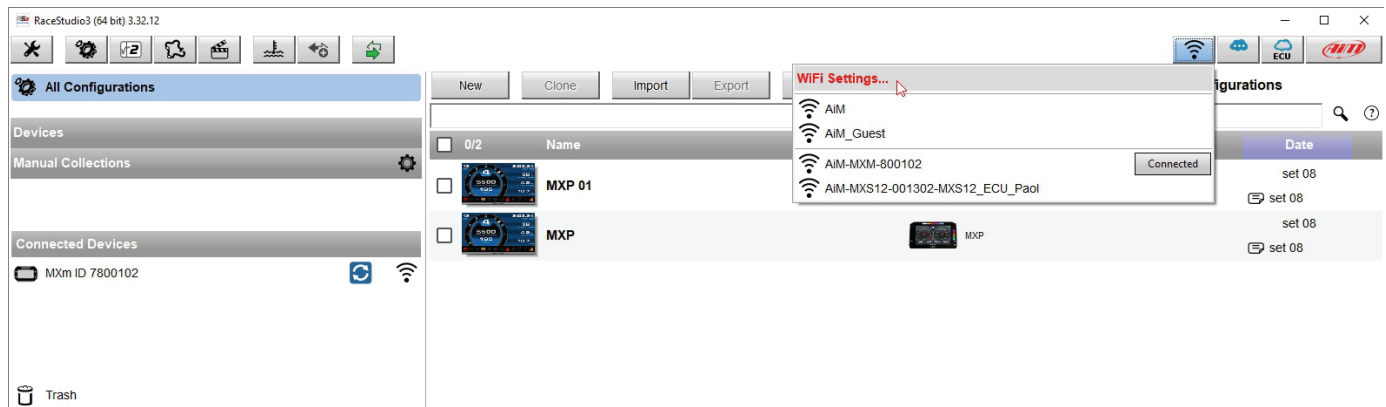 RaceStudio3 (64 bit) 3.32.12
ECU
AiM
All Configurations
Devices
Manual Collections
Connected Devices
MXm ID 7800102
Trash
New Clone Import Export
igurations
WiFi Settings...
AiM
AiM_Guest
AiM-MXM-800102 Connected
AiM-MXS12-001302-MXS12_ECU_Paol
0/2 Name Date
MXP 01 set 08
set 08
MXP MXP set 08
set 08